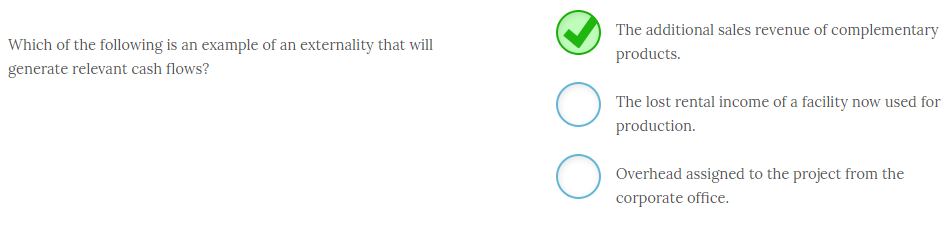 Which of the following is an example of an externality that will
generate relevant cash flows?
The additional sales revenue of complementary
products.
The lost rental income of a facility now used for
production.
Overhead assigned to the project from the
corporate office.